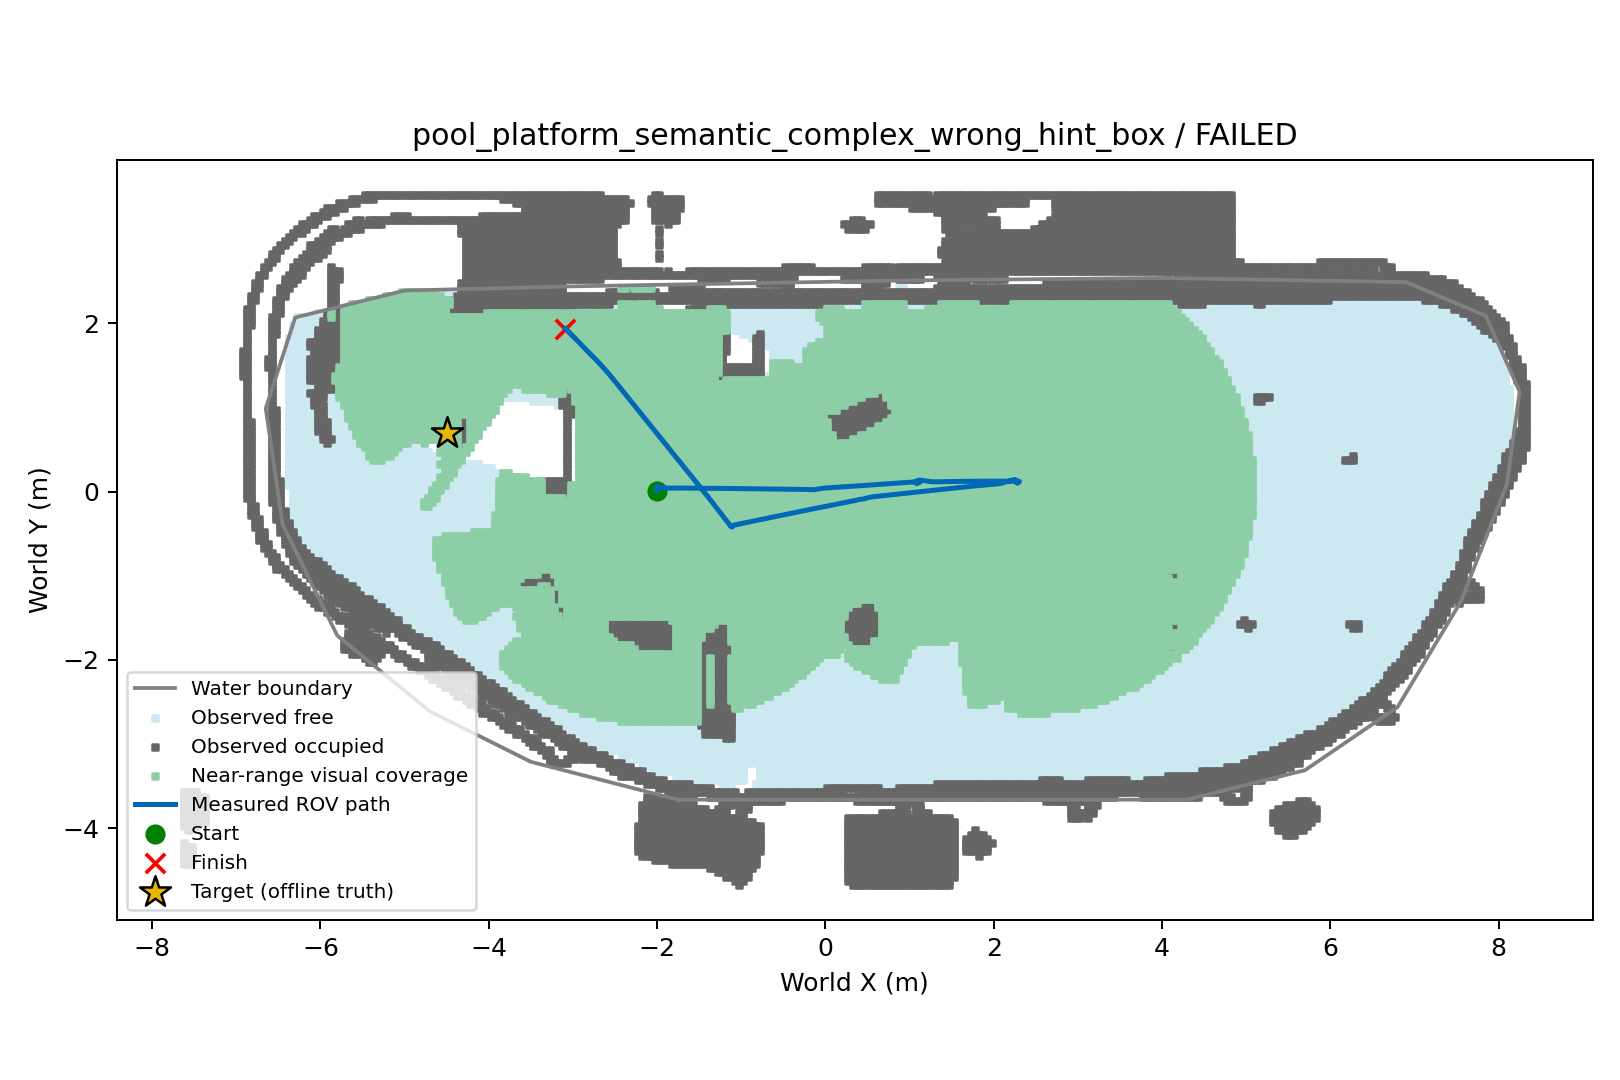 pool_platform_semantic_complex_wrong_hint_box / FAILED
World Y (m)
2
0
−2
−4
Water boundary
Observed free
Observed occupied
Near-range visual coverage
Measured ROV path
Start
Finish
Target (offline truth)
−8 −6 −4 −2 0 2 4 6 8
World X (m)